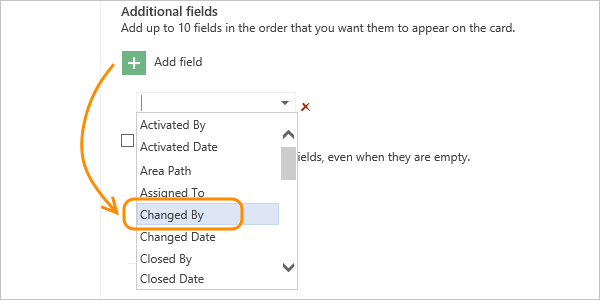 Additional fields
Add up to 10 fields in the order that you want them to appear on the card.
Add field
Activated By
Activated Date
ields, even when they are empty.
Area Path
Assigned To
Changed By
Changed Date
Closed By
Closed Date